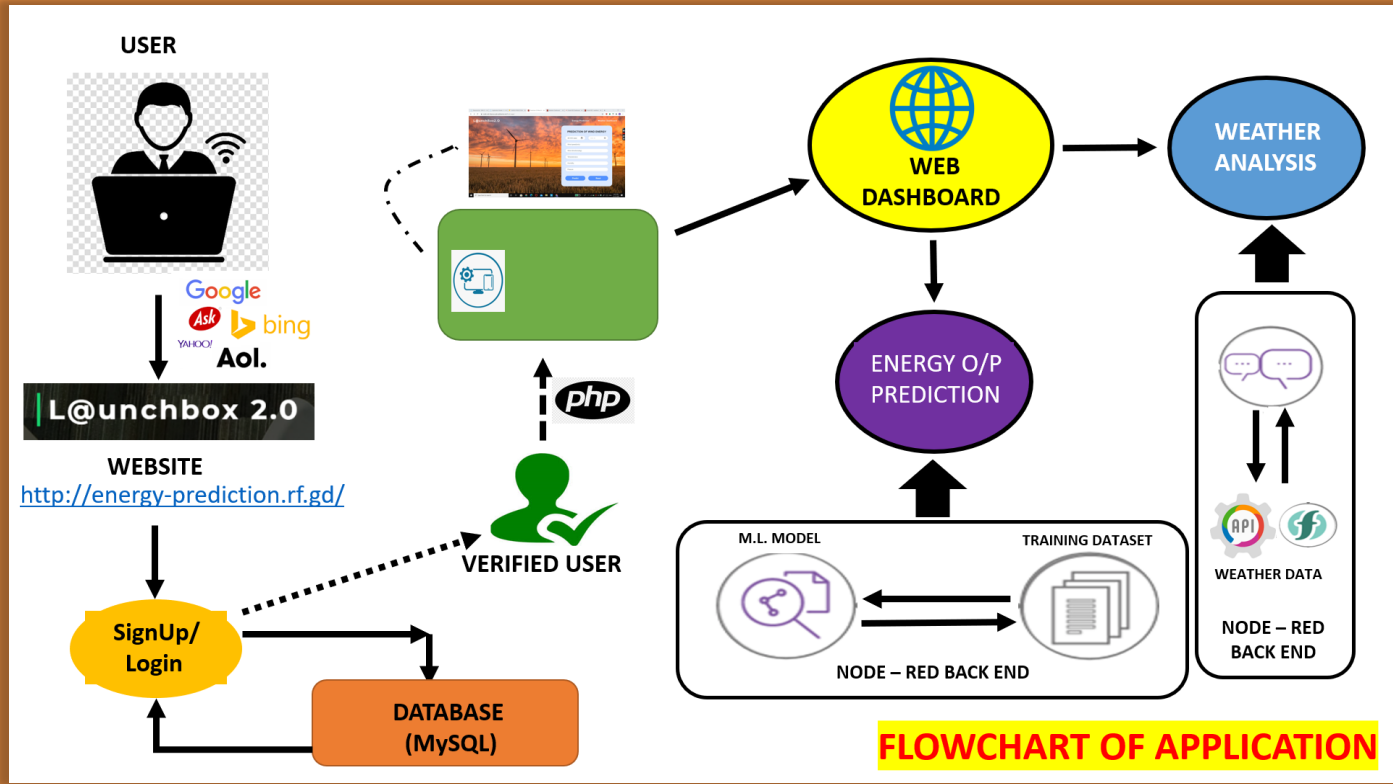 USER
Google
Ask
bing
YAHOO!
Aol.
L@unchbox 2.0
WEBSITE
http://energy-prediction.rf.gd/
SignUp/
Login
DATABASE
(MySQL)
VERIFIED USER
php
WEB
DASHBOARD
WEATHER
ANALYSIS
ENERGY O/P
PREDICTION
M.L. MODEL
TRAINING DATASET
NODE – RED BACK END
API
WEATHER DATA
NODE – RED
BACK END
FLOWCHART OF APPLICATION